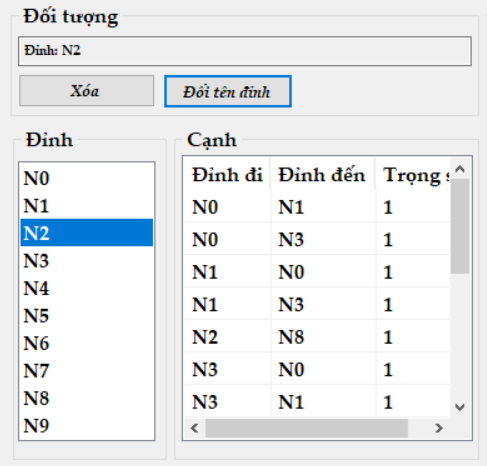 Đối tượng
Đỉnh: N2
Xóa
Đổi tên đỉnh
Đỉnh
N0
N1
N2
N3
N4
N5
N6
N7
N8
N9
Cạnh
Đỉnh đi Đỉnh đến Trọng s
N0 N1 1
N0 N3 1
N1 N0 1
N1 N3 1
N2 N8 1
N3 N0 1
N3 N1 1